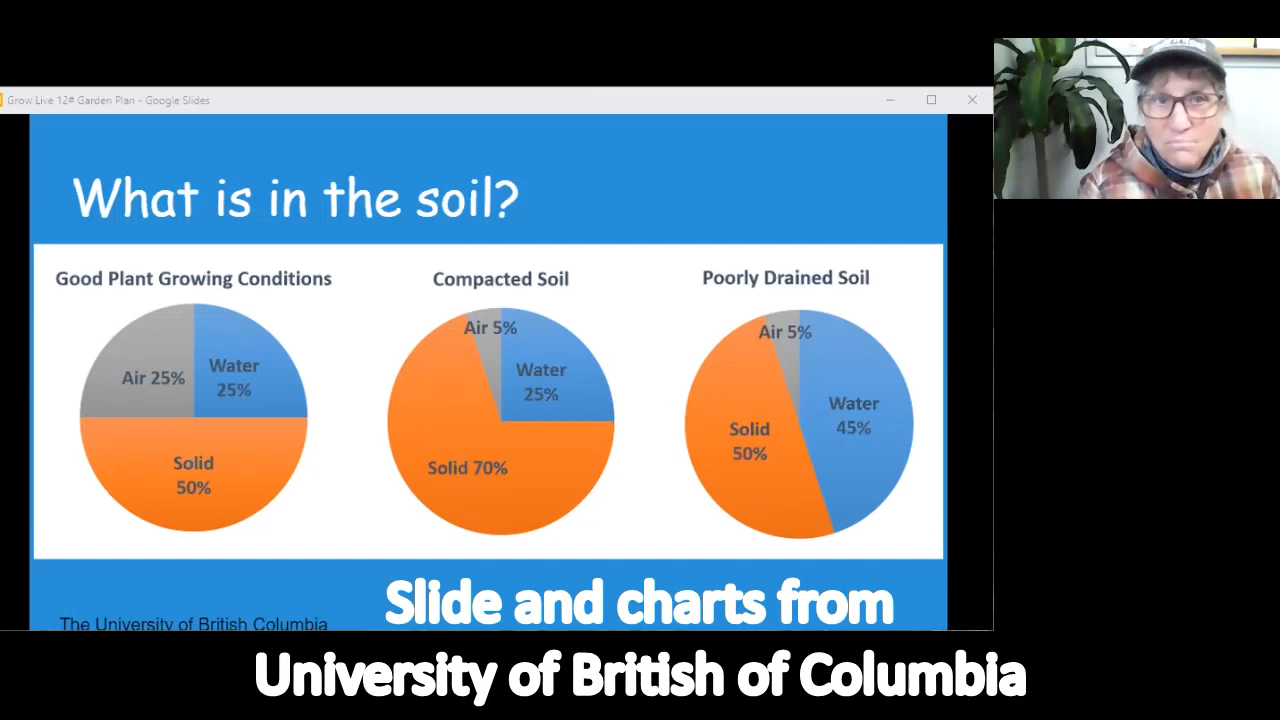 Grow Live 12# Garden Plan - Google Slides
What is in the soil?
Good Plant Growing Conditions
Air 25%
Water
25%
Solid
50%
Compacted Soil
Air 5%
Water
25%
Solid 70%
Poorly Drained Soil
Air 5%
Water
45%
Solid
50%
The University of British Columbia
Slide and charts from
University of British of Columbia